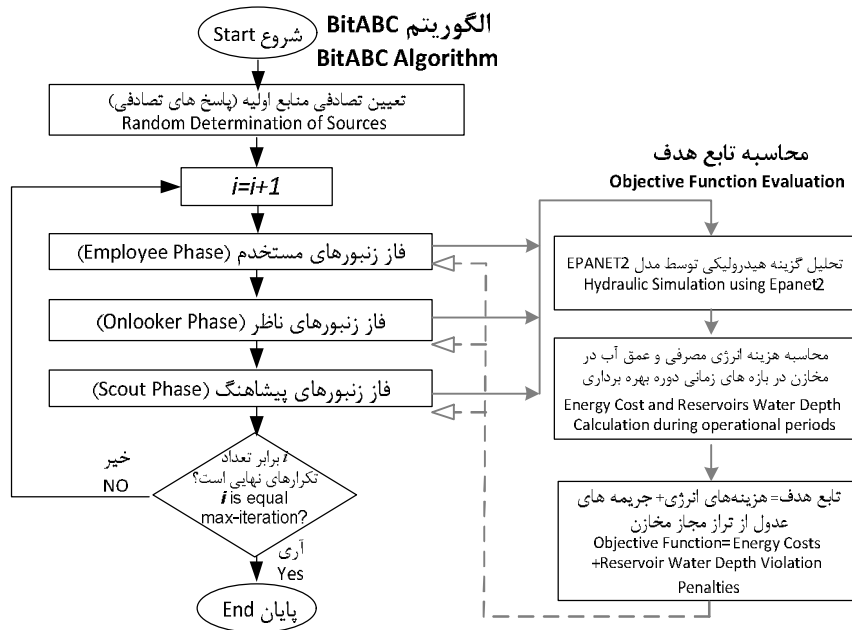 الگوریتم BitABC
BitABC Algorithm
شروع Start
تعیین تصادفی منابع اولیه (پاسخ های تصادفی)
Random Determination of Sources
i=i+1
فاز زنبورهای مستخدم (Employee Phase)
فاز زنبورهای ناظر (Onlooker Phase)
فاز زنبورهای پیشاهنگ (Scout Phase)
i برابر تعداد
تکرارهای نهایی است؟
i is equal
max-iteration?
خیر
NO
آری
Yes
پایان End
محاسبه تابع هدف
Objective Function Evaluation
تحلیل گزینه هیدرولیکی توسط مدل EPANET2
Hydraulic Simulation using Epanet2
محاسبه هزینه انرژی مصرفی و عمق آب در
مخازن در بازه های زمانی دوره بهره برداری
Energy Cost and Reservoirs Water Depth
Calculation during operational periods
تابع هدف= هزینه‌های انرژی+ جریمه های
عدول از تراز مجاز مخازن
Objective Function= Energy Costs
+Reservoir Water Depth Violation
Penalties